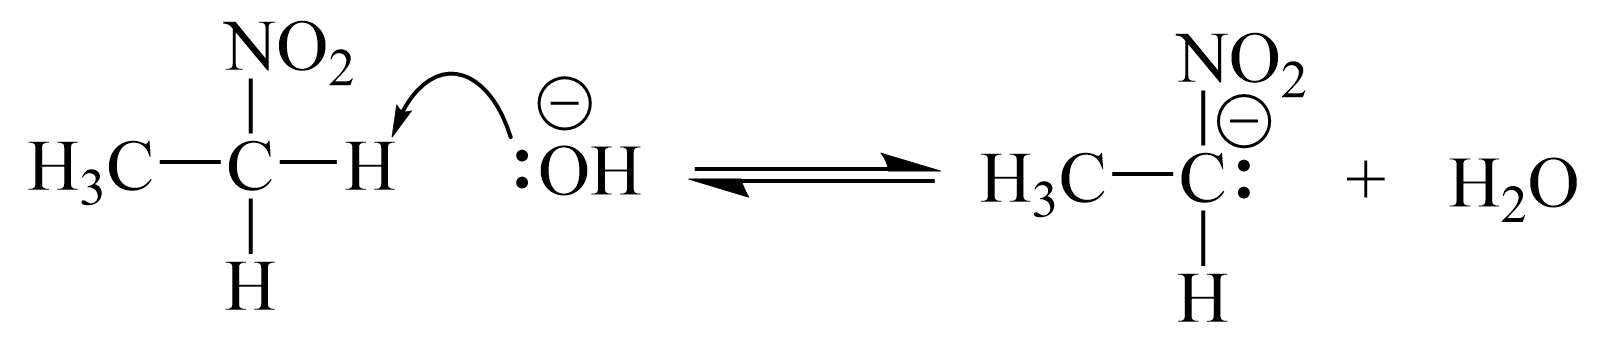 NO₂ NO₂
H₃C—C—H :OH ⊖ ⇌ H₃C—C: ⊖ + H₂O
H H